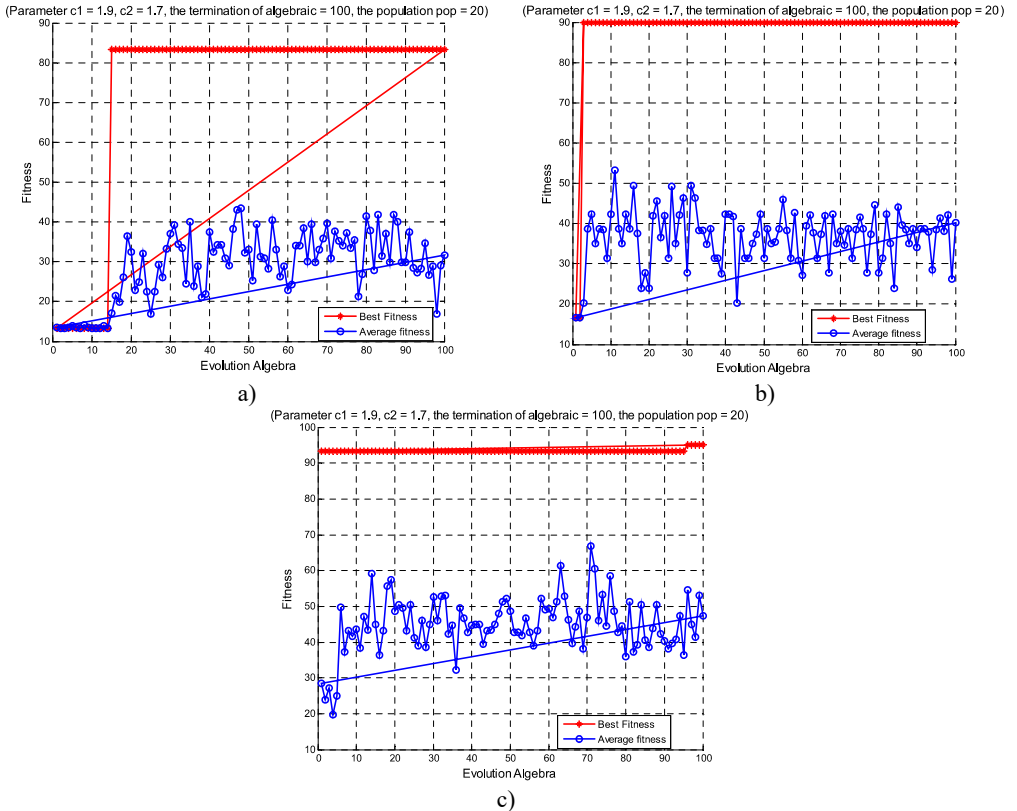 (Parameter c1 = 1.9, c2 = 1.7, the termination of algebraic = 100, the population pop = 20)
90
80
70
60
50
40
30
20
10
Fitness
0 10 20 30 40 50 60 70 80 90 100
Evolution Algebra
Best Fitness
Average fitness
a)
(Parameter c1 = 1.9, c2 = 1.7, the termination of algebraic = 100, the population pop = 20)
90
80
70
60
50
40
30
20
10
Fitness
0 10 20 30 40 50 60 70 80 90 100
Evolution Algebra
Best Fitness
Average fitness
b)
(Parameter c1 = 1.9, c2 = 1.7, the termination of algebraic = 100, the population pop = 20)
100
90
80
70
60
50
40
30
20
10
Fitness
0 10 20 30 40 50 60 70 80 90 100
Evolution Algebra
Best Fitness
Average fitness
c)